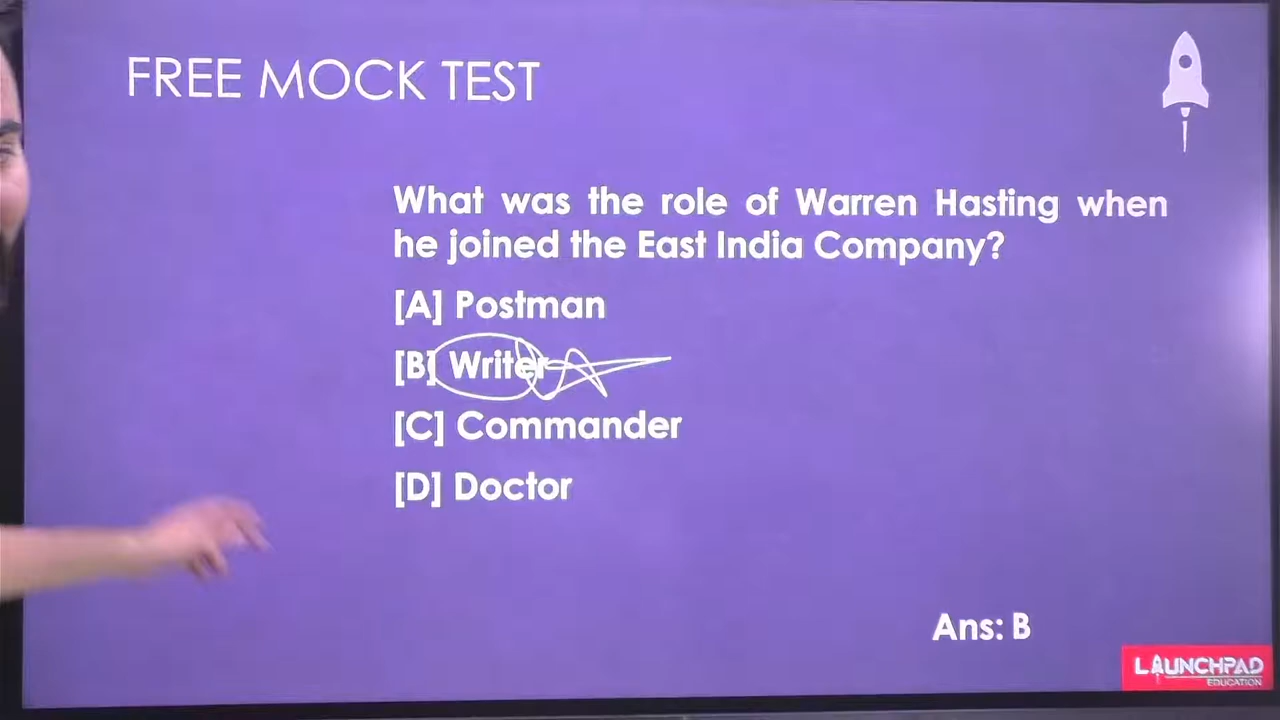 FREE MOCK TEST
What was the role of Warren Hasting when
he joined the East India Company?
[A] Postman
[B] Writer
[C] Commander
[D] Doctor
Ans: B
LAUNCHPAD
EDUCATION